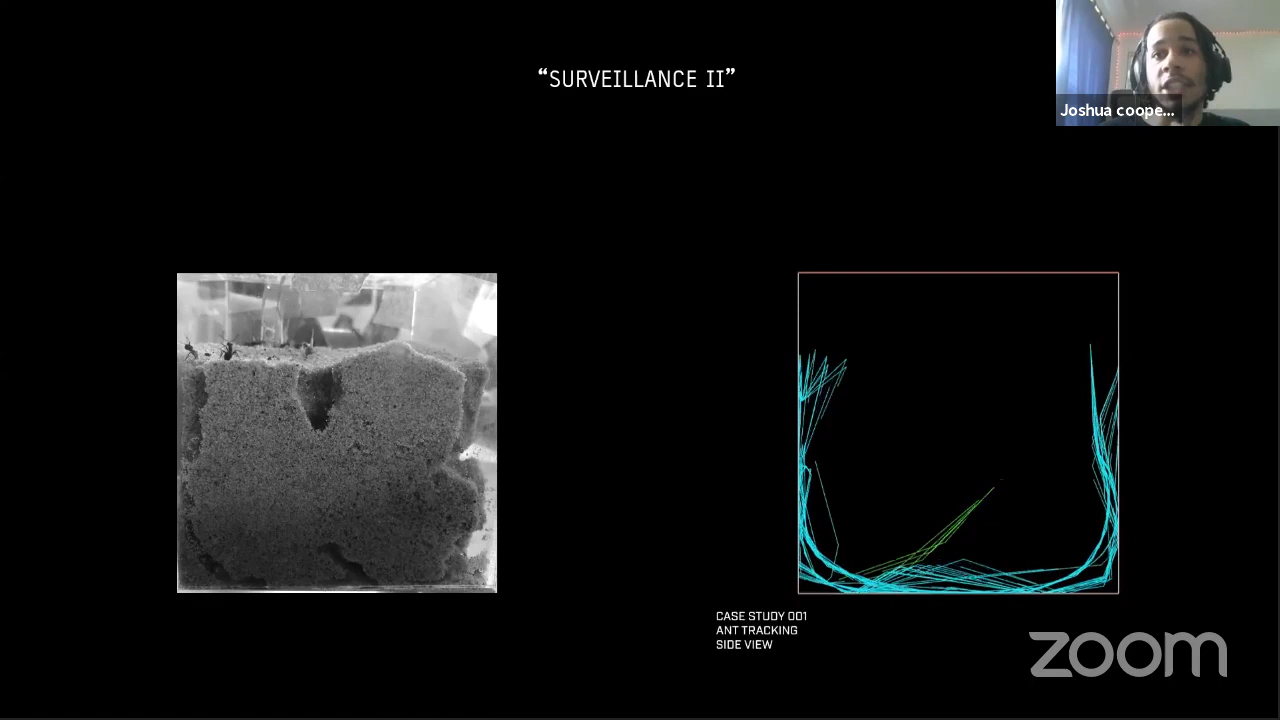 “SURVEILLANCE II”
Joshua coope...
CASE STUDY 001
ANT TRACKING
SIDE VIEW
zoom